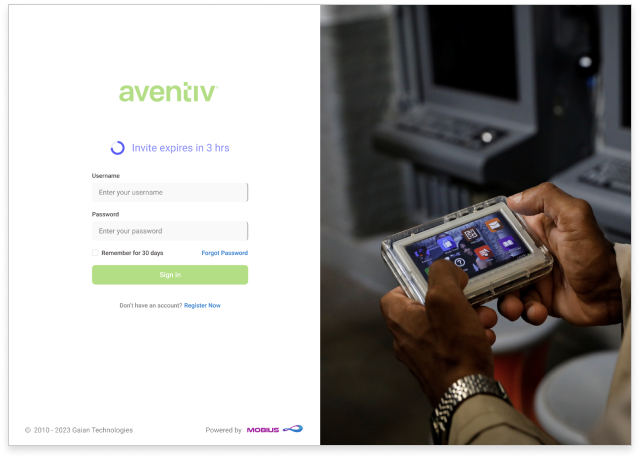 aventiv
Invite expires in 3 hrs
Username
Enter your username
Password
Enter your password
Remember for 30 days Forgot Password
Sign In
Don't have an account? Register Now
© 2010 - 2023 Gaian Technologies Powered by MOBIUS